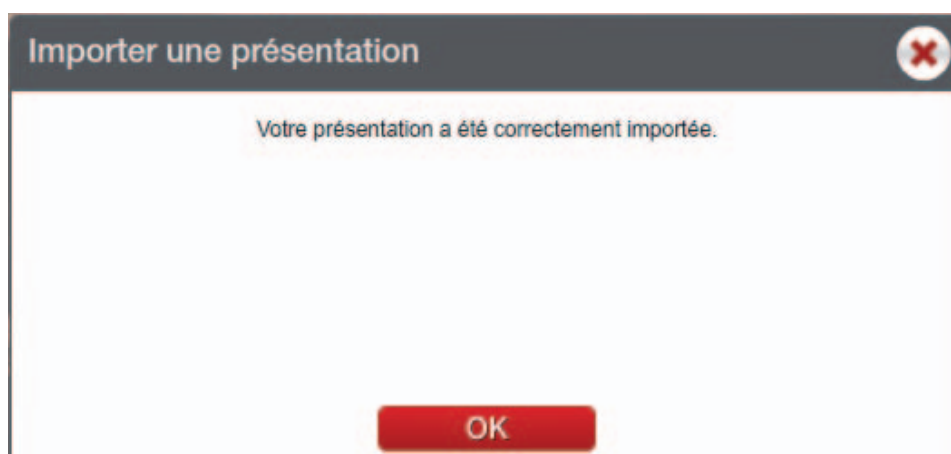 Importer une présentation
Votre présentation a été correctement importée.
OK